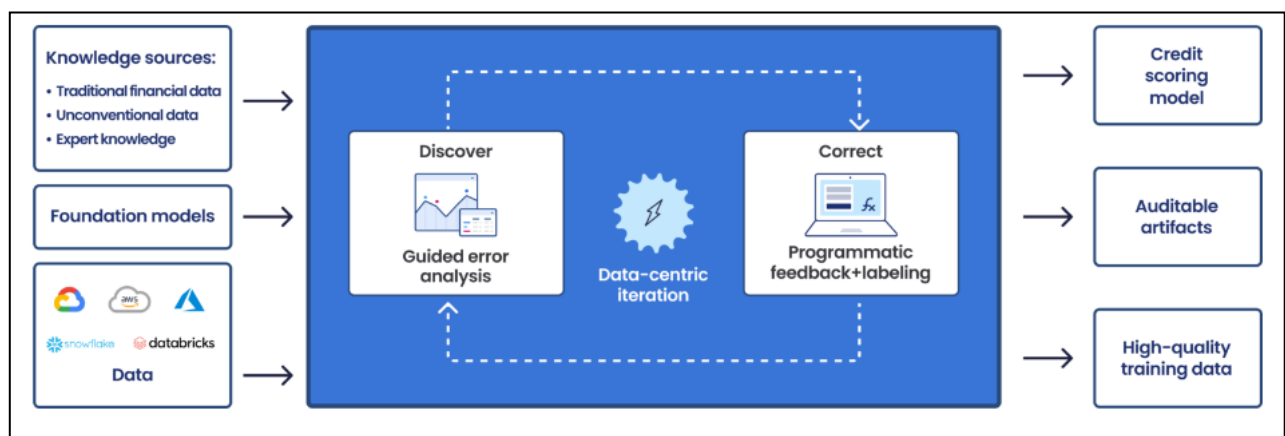 Knowledge sources:
• Traditional financial data
• Unconventional data
• Expert knowledge
Foundation models
aws
snowflake
databricks
Data
Discover
Guided error
analysis
Data-centric
iteration
Correct
fx
Programmatic
feedback+labeling
Credit
scoring
model
Auditable
artifacts
High-quality
training data